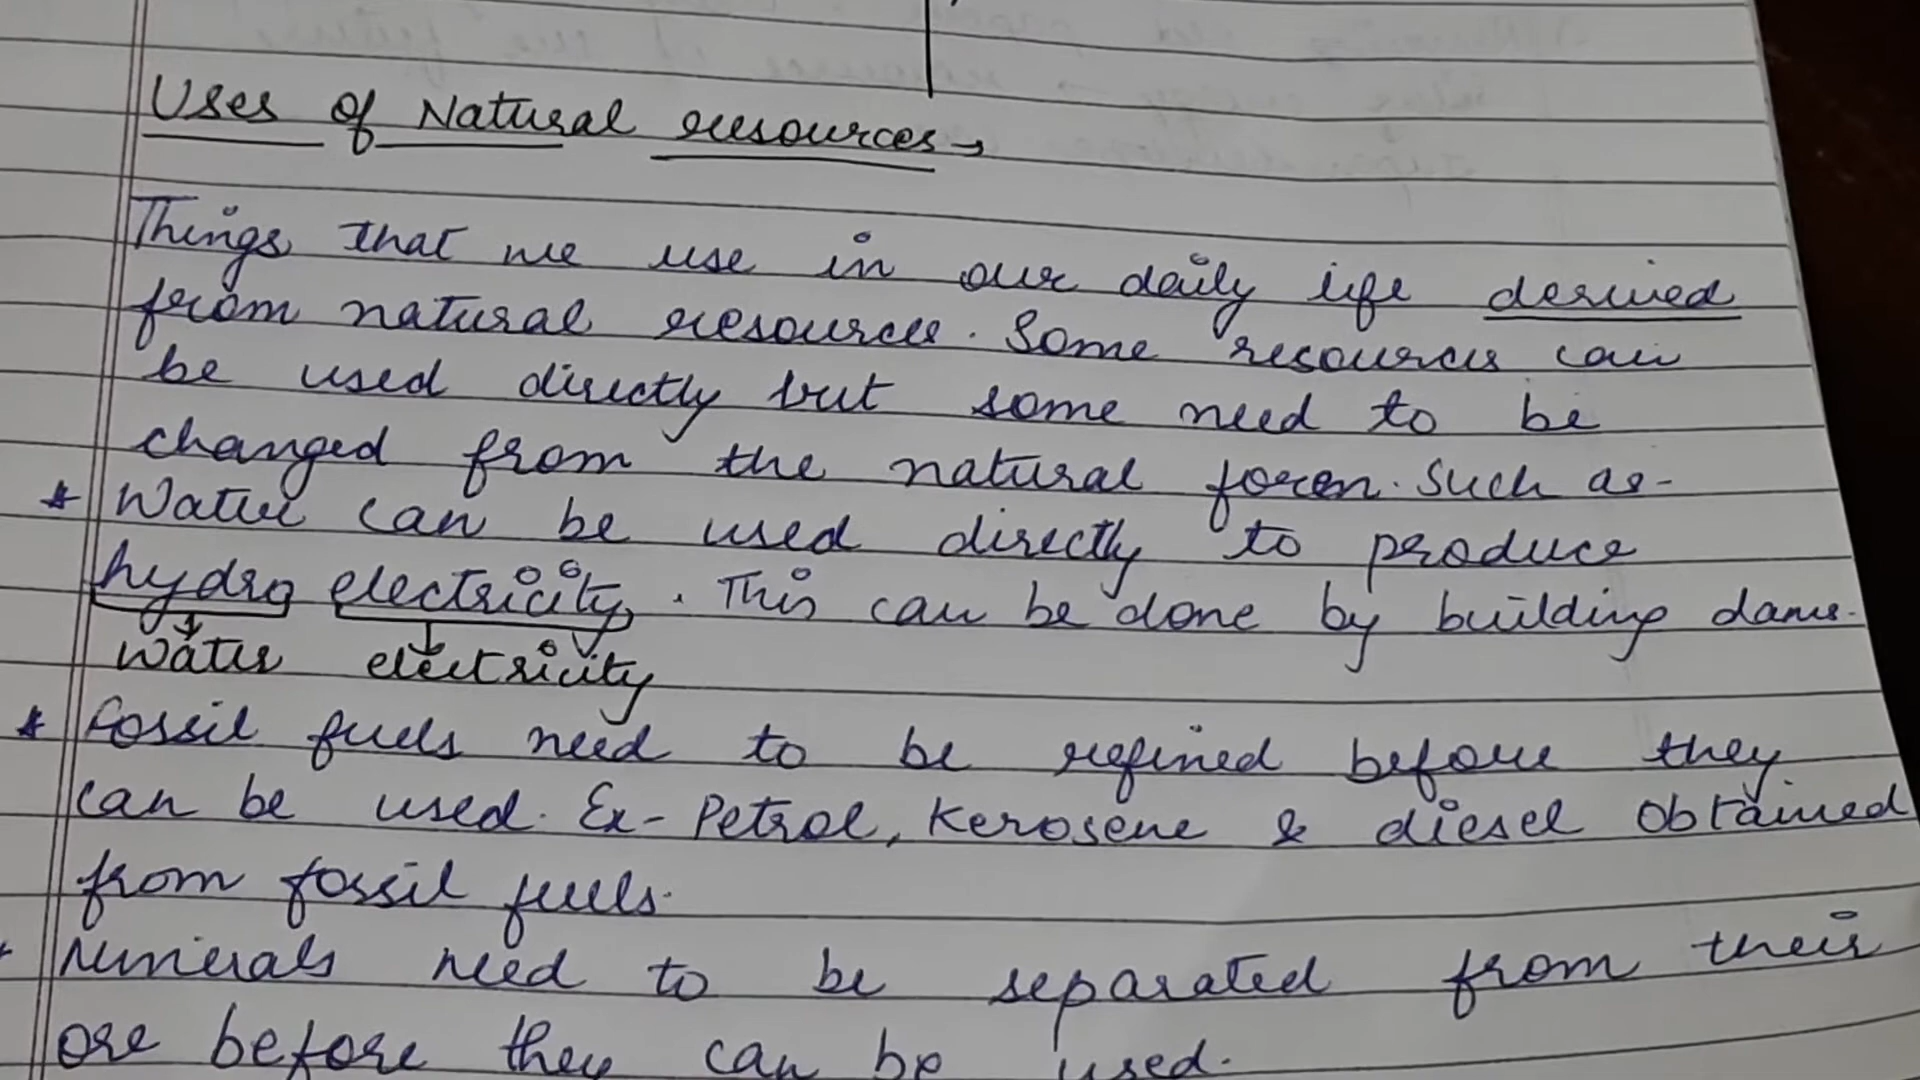 Uses of Natural resources→
Things that we use in our daily life derived
from natural resources. Some resources can
be used directly but some need to be
changed from the natural form. Such as-
* Water can be used directly to produce
hydro electricity. This can be done by building dams.
Water electricity
* Fossil fuels need to be refined before they
can be used. Ex- Petrol, Kerosene & diesel obtained
from fossil fuels.
* Minerals need to be separated from their
ore before they can be used.